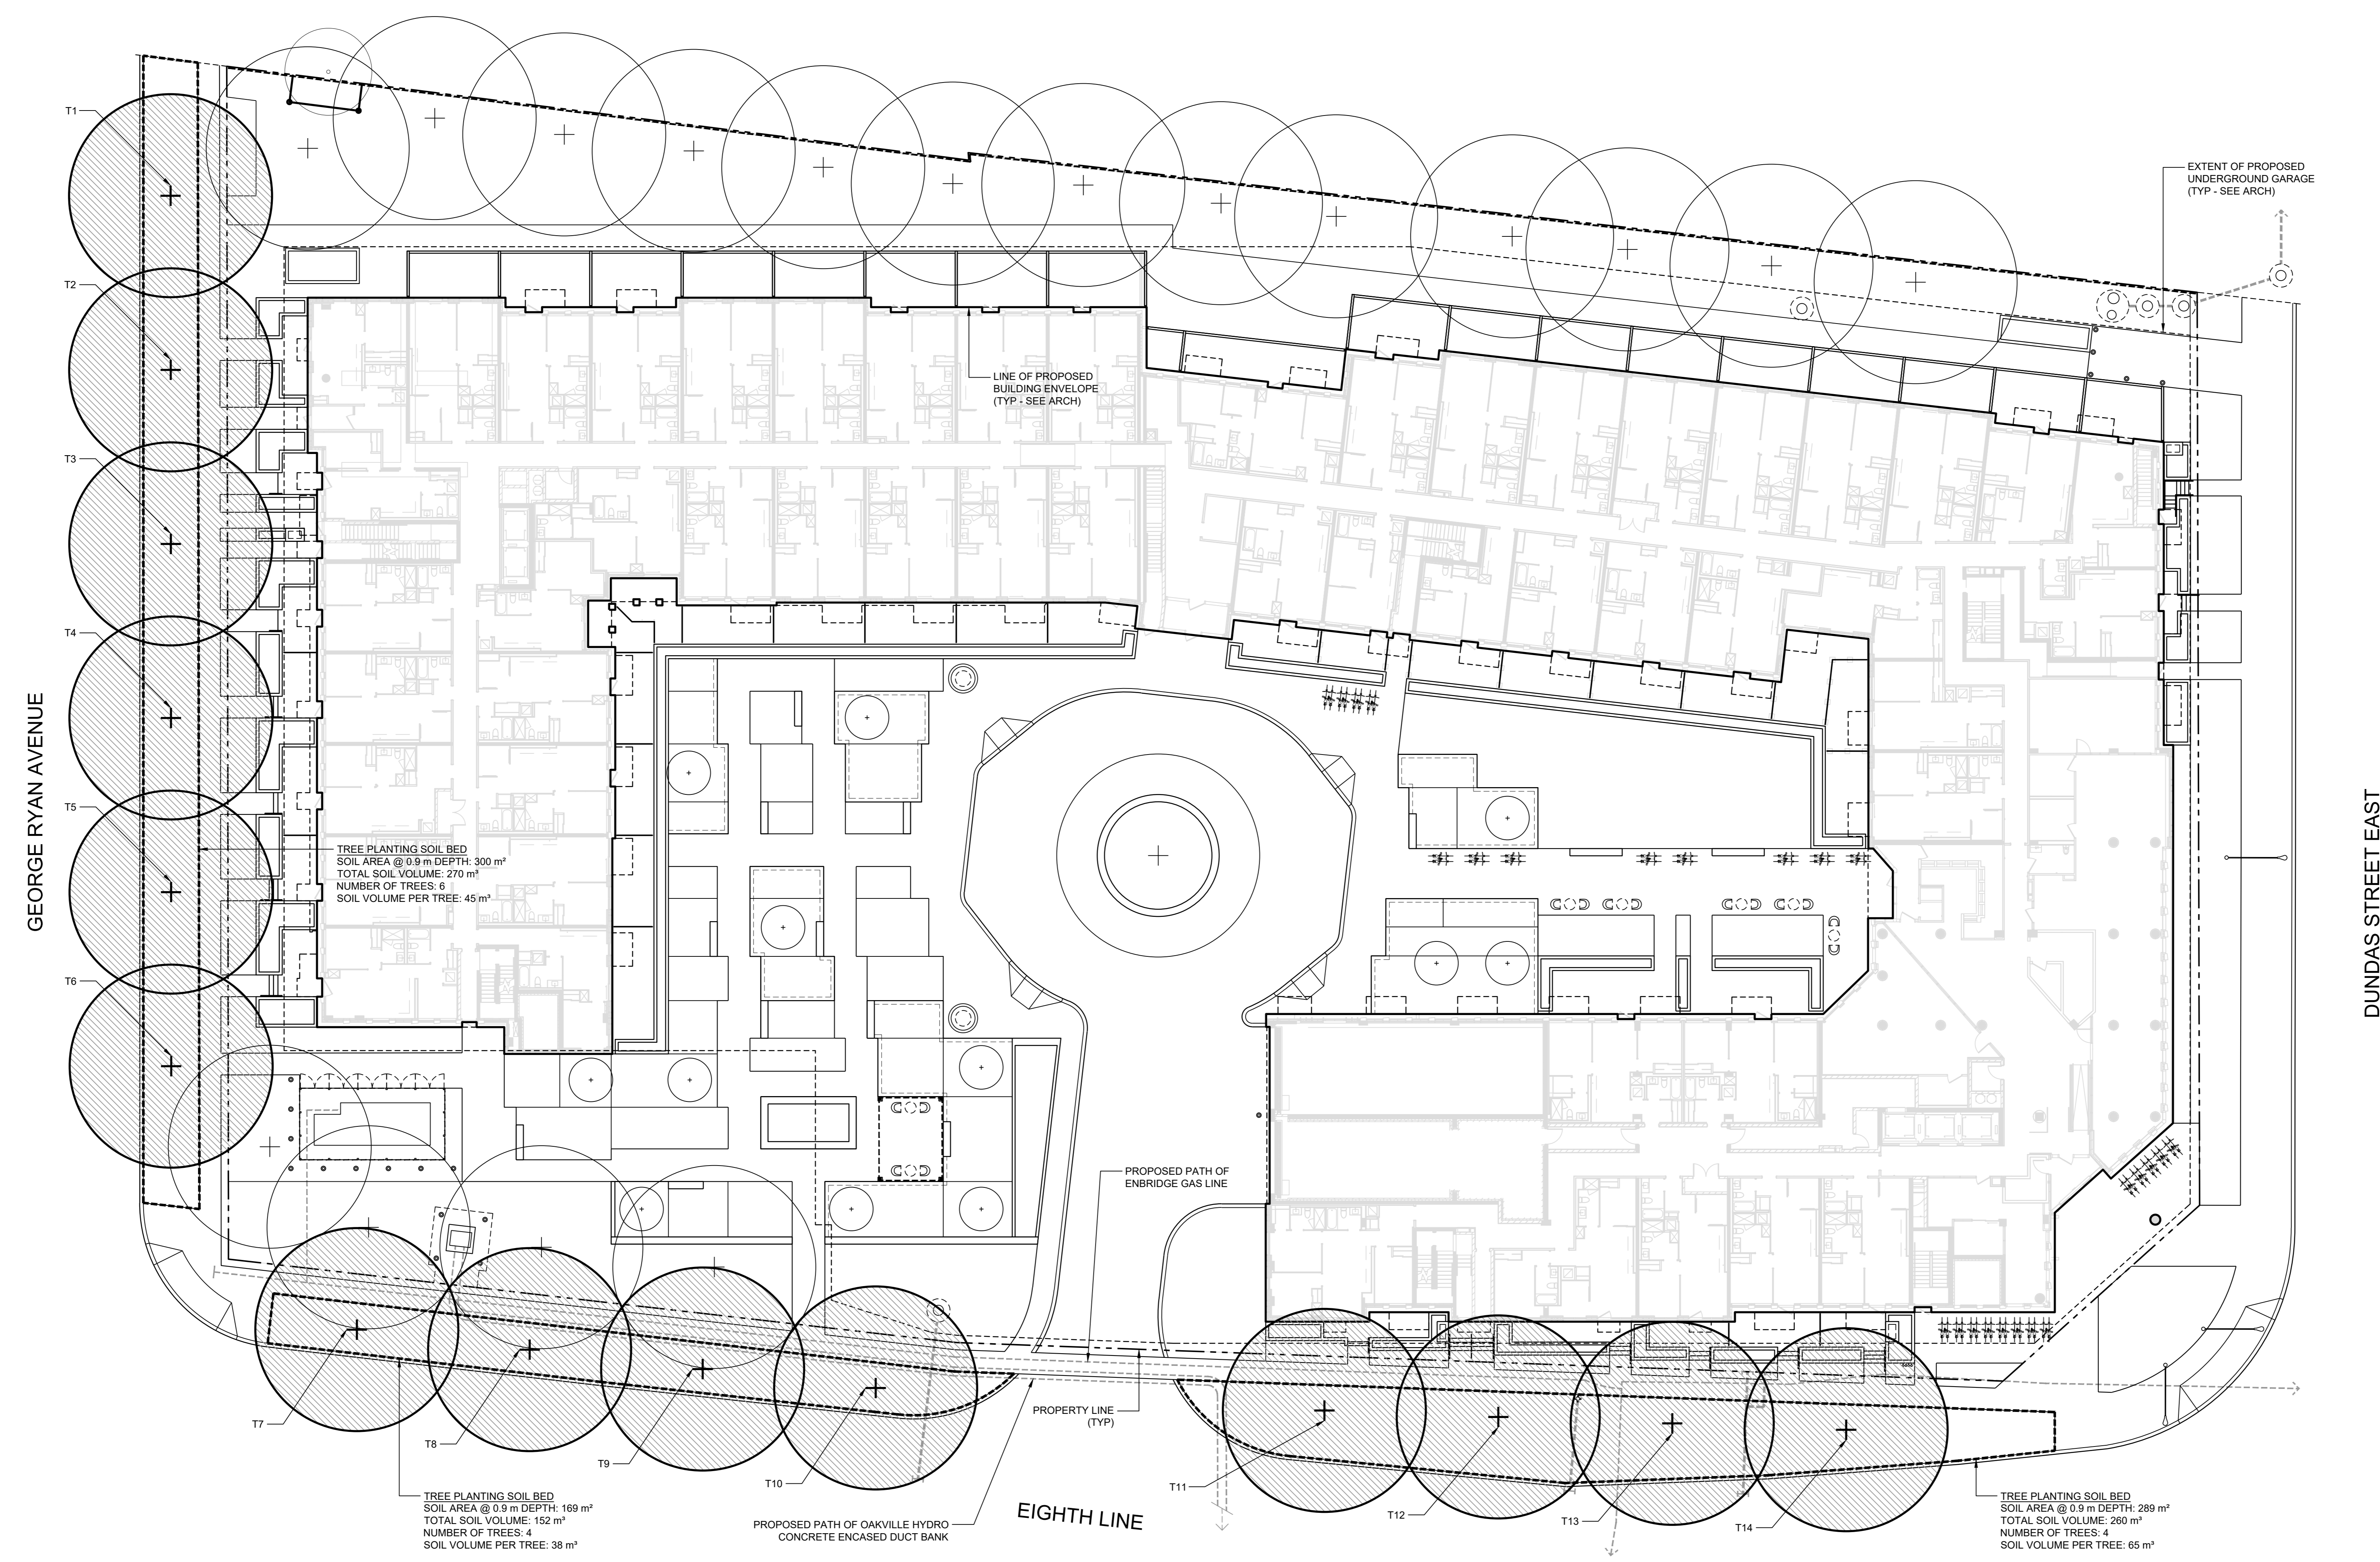 T1
T2
T3
T4
T5
T6
GEORGE RYAN AVENUE
EXTENT OF PROPOSED
UNDERGROUND GARAGE
(TYP - SEE ARCH)
LINE OF PROPOSED
BUILDING ENVELOPE
(TYP - SEE ARCH)
TREE PLANTING SOIL BED
SOIL AREA @ 0.9 m DEPTH: 300 m²
TOTAL SOIL VOLUME: 270 m³
NUMBER OF TREES: 6
SOIL VOLUME PER TREE: 45 m³
DUNDAS STREET EAST
PROPOSED PATH OF
ENBRIDGE GAS LINE
PROPERTY LINE
(TYP)
T7
T8
T9
T10
T11
T12
T13
T14
TREE PLANTING SOIL BED
SOIL AREA @ 0.9 m DEPTH: 169 m²
TOTAL SOIL VOLUME: 152 m³
NUMBER OF TREES: 4
SOIL VOLUME PER TREE: 38 m³
PROPOSED PATH OF OAKVILLE HYDRO
CONCRETE ENCASED DUCT BANK
EIGHTH LINE
TREE PLANTING SOIL BED
SOIL AREA @ 0.9 m DEPTH: 289 m²
TOTAL SOIL VOLUME: 260 m³
NUMBER OF TREES: 4
SOIL VOLUME PER TREE: 65 m³